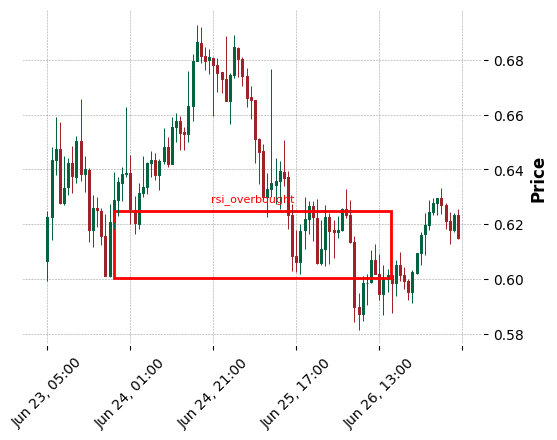 0.68
0.66
0.64
rsi_overbought
0.62
0.60
0.58
Price
Jun 23, 05:00
Jun 24, 01:00
Jun 24, 21:00
Jun 25, 17:00
Jun 26, 13:00